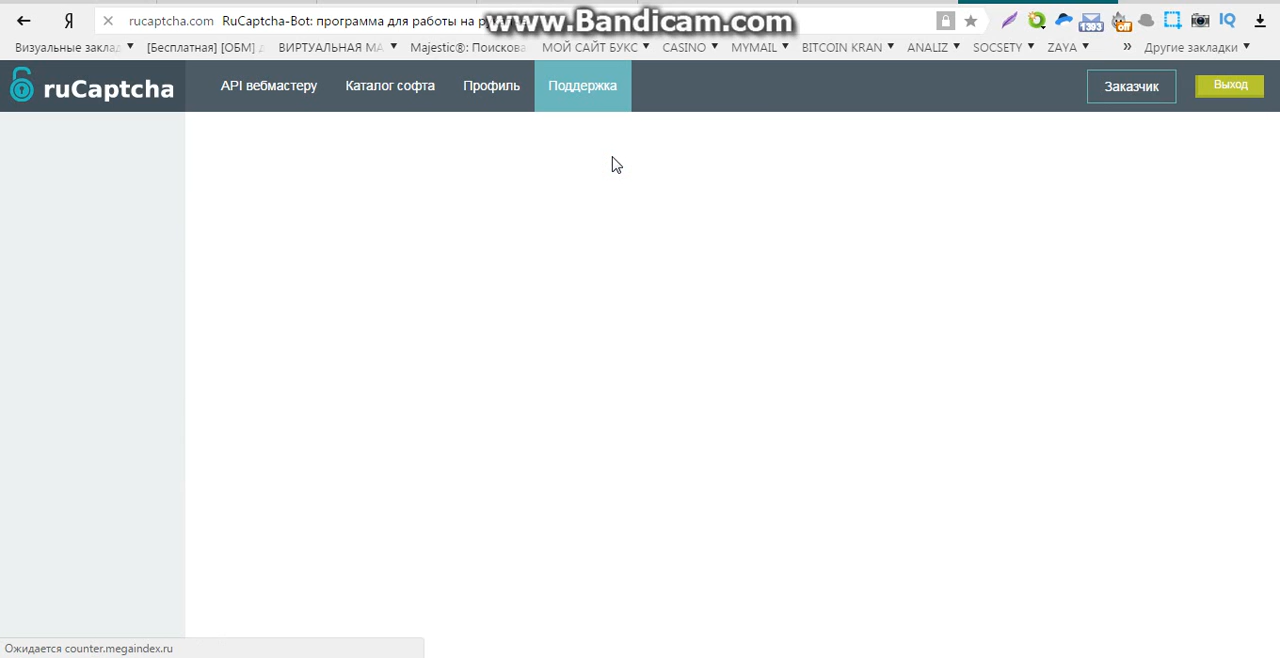 www.Bandicam.com
Я rucaptcha.com RuCaptcha-Bot: программа для работы на
Визуальные заклад [Бесплатная] [ОБМ] ВИРТУАЛЬНАЯ МА Majestic®: Поискова МОЙ САЙТ БУКС CASINO MYMAIL BITCOIN KRAN ANALIZ SOCSETY ZAYA » Другие закладки
ruCaptcha API вебмастеру Каталог софта Профиль Поддержка Заказчик Выход
Ожидается counter.megaindex.ru